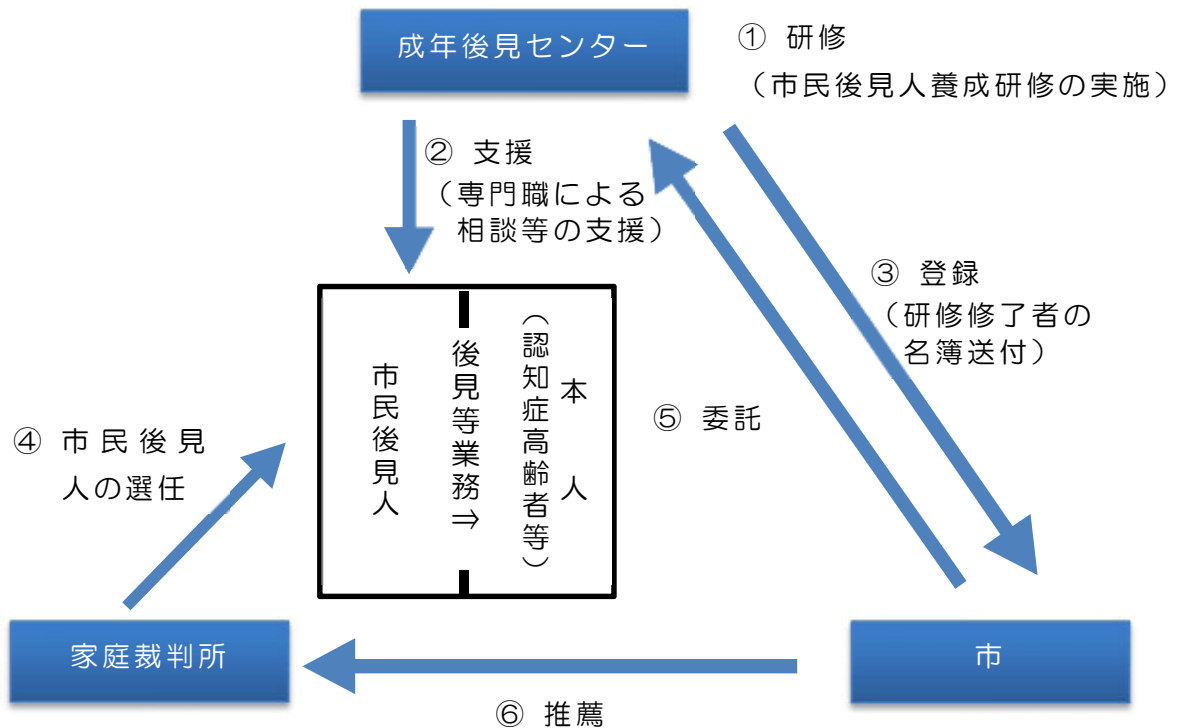 成年後見センター
① 研修
（市民後見人養成研修の実施）
② 支援
（専門職による
相談等の支援）
③ 登録
（研修修了者の
名簿送付）
本人
（認知症高齢者等）
後見等業務⇒
市民後見人
⑤ 委託
④ 市民後見
人の選任
家庭裁判所
市
⑥ 推薦